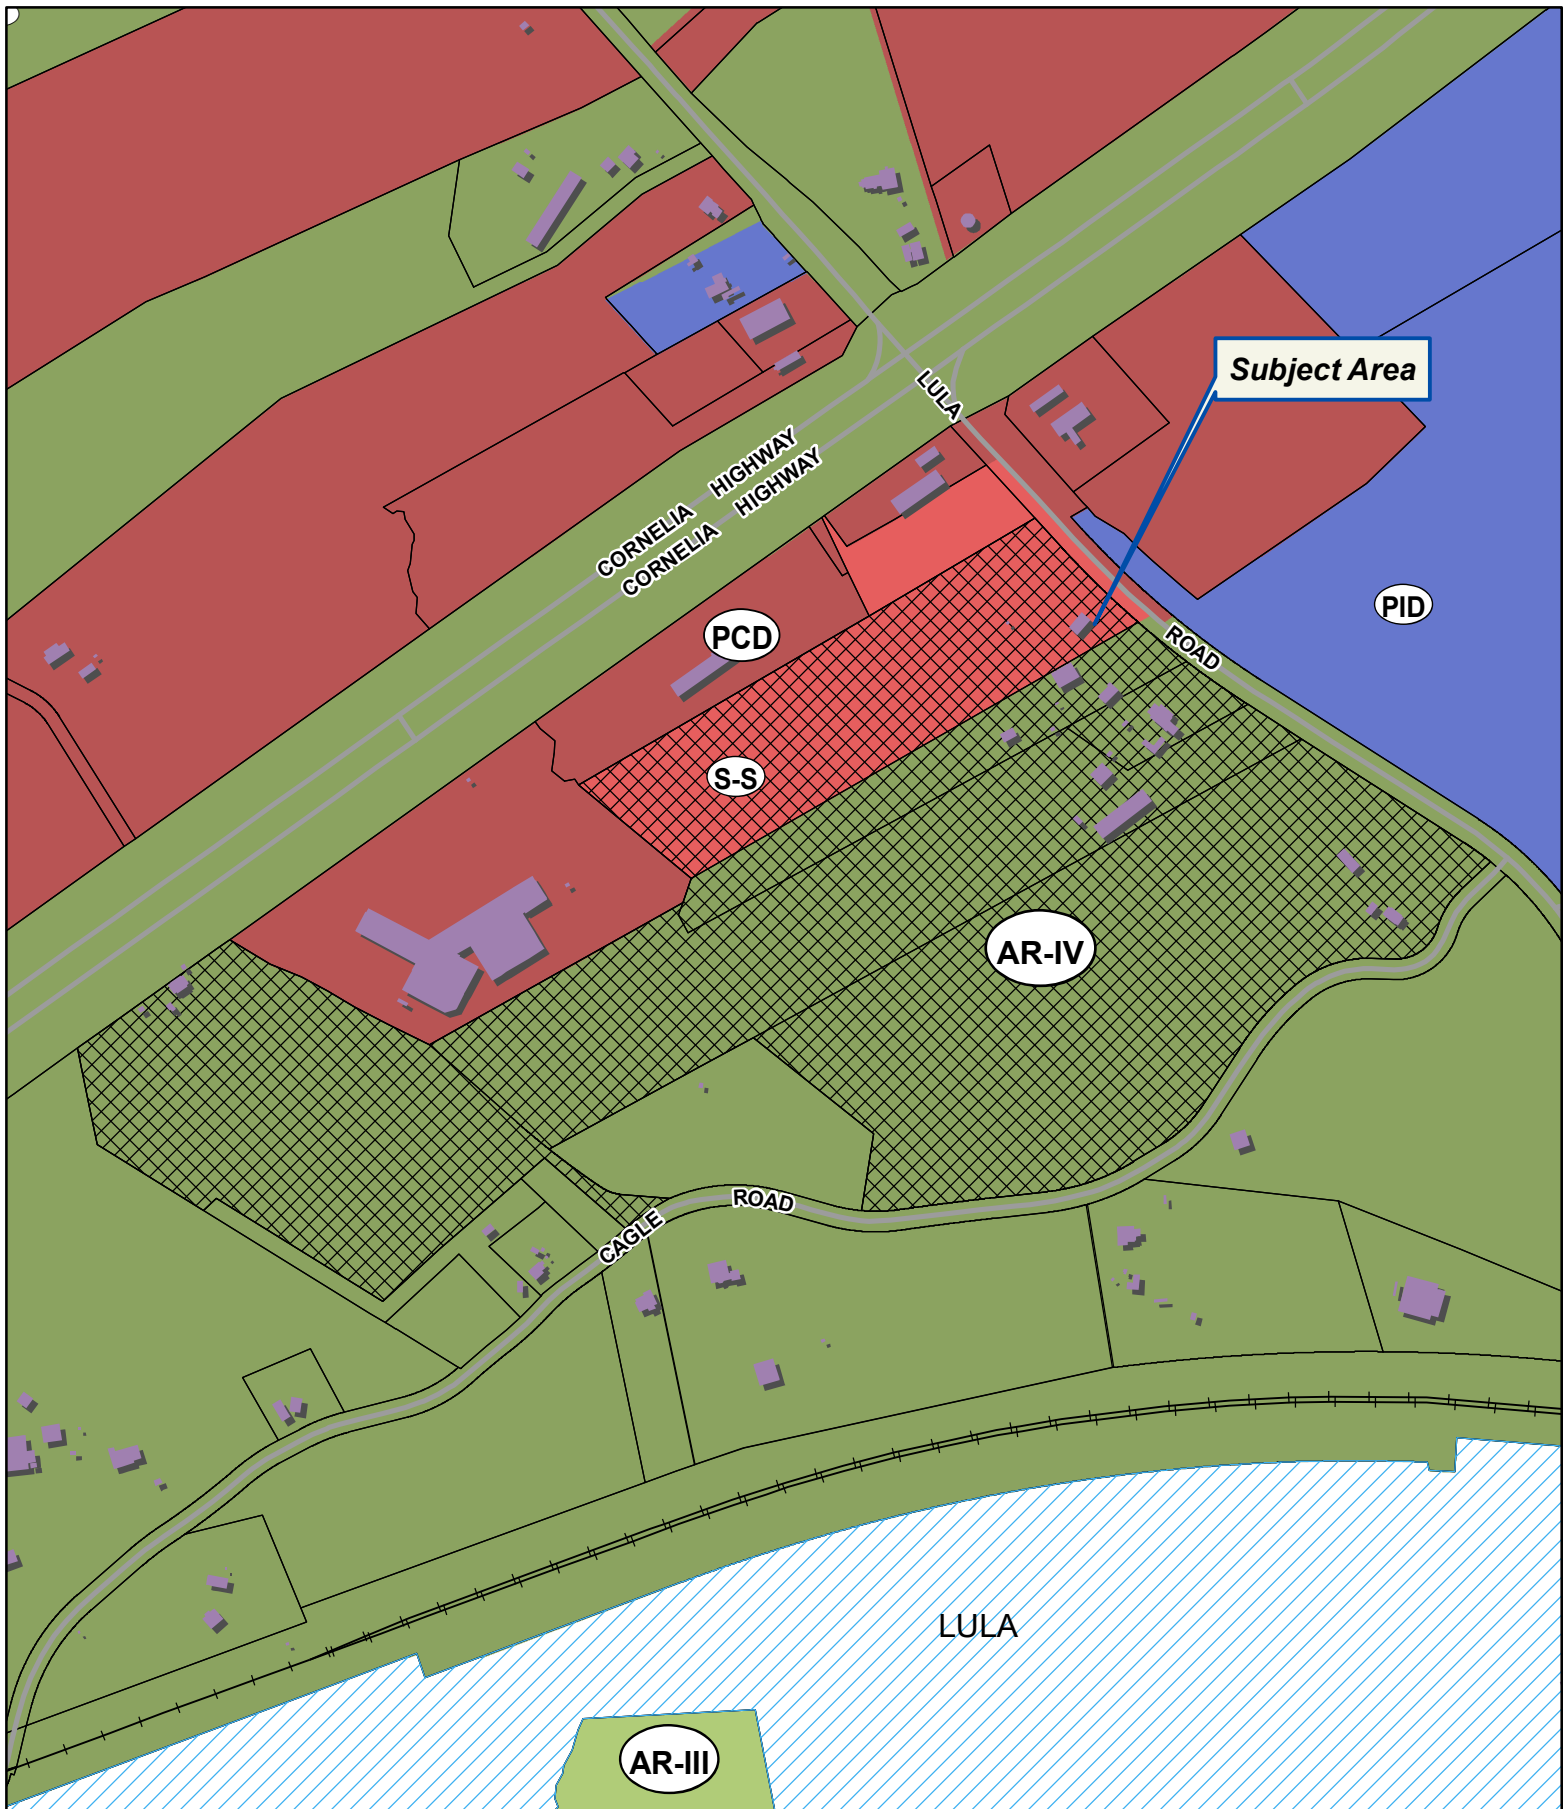 LULA
Subject Area
CORNELIA HIGHWAY
CORNELIA HIGHWAY
PID
PCD
ROAD
S-S
AR-IV
CAGLE ROAD
LULA
AR-III